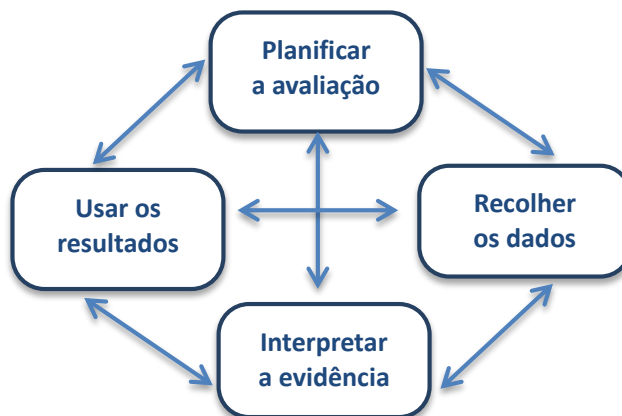 Planificar
a avaliação
Usar os
resultados
Recolher
os dados
Interpretar
a evidência